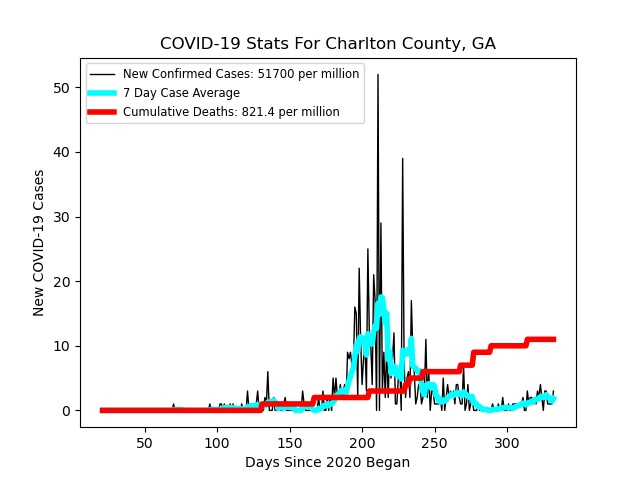 COVID-19 Stats For Charlton County, GA
New Confirmed Cases: 51700 per million
7 Day Case Average
Cumulative Deaths: 821.4 per million
New COVID-19 Cases
50
40
30
20
10
0
50 100 150 200 250 300
Days Since 2020 Began